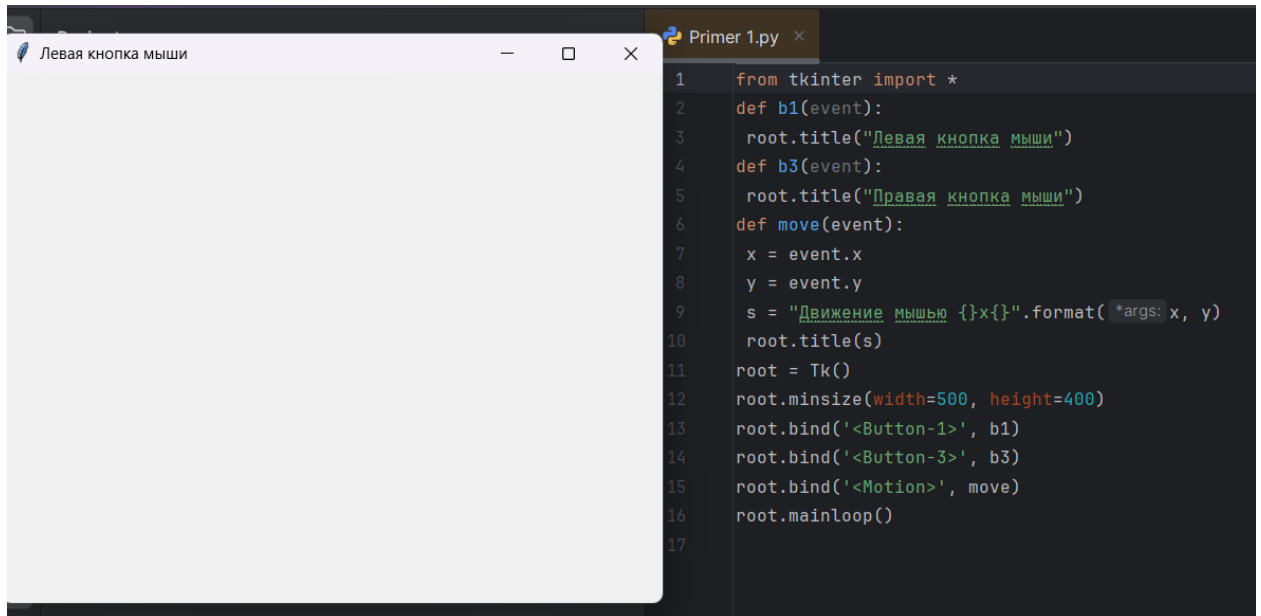 Левая кнопка мыши
Primer 1.py
1 from tkinter import *
2 def b1(event):
3 root.title("Левая кнопка мыши")
4 def b3(event):
5 root.title("Правая кнопка мыши")
6 def move(event):
7 x = event.x
8 y = event.y
9 s = "Движение мышью {}x{}".format( *args: x, y)
10 root.title(s)
11 root = Tk()
12 root.minsize(width=500, height=400)
13 root.bind('<Button-1>', b1)
14 root.bind('<Button-3>', b3)
15 root.bind('<Motion>', move)
16 root.mainloop()
17